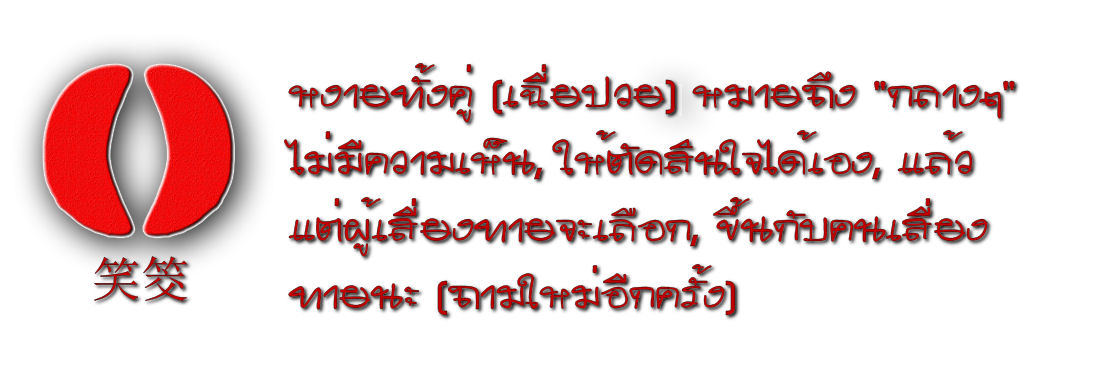 หงายทั้งคู่ (เฉี่ยปวย) หมายถึง "กลางๆ"
ไม่มีความเห็น, ให้ตัดสินใจได้เอง, แล้ว
แต่ผู้เสี่ยงทายจะเลือก, ขึ้นกับคนเสี่ยง
ทายนะ (ถามใหม่อีกครั้ง)
笑筊